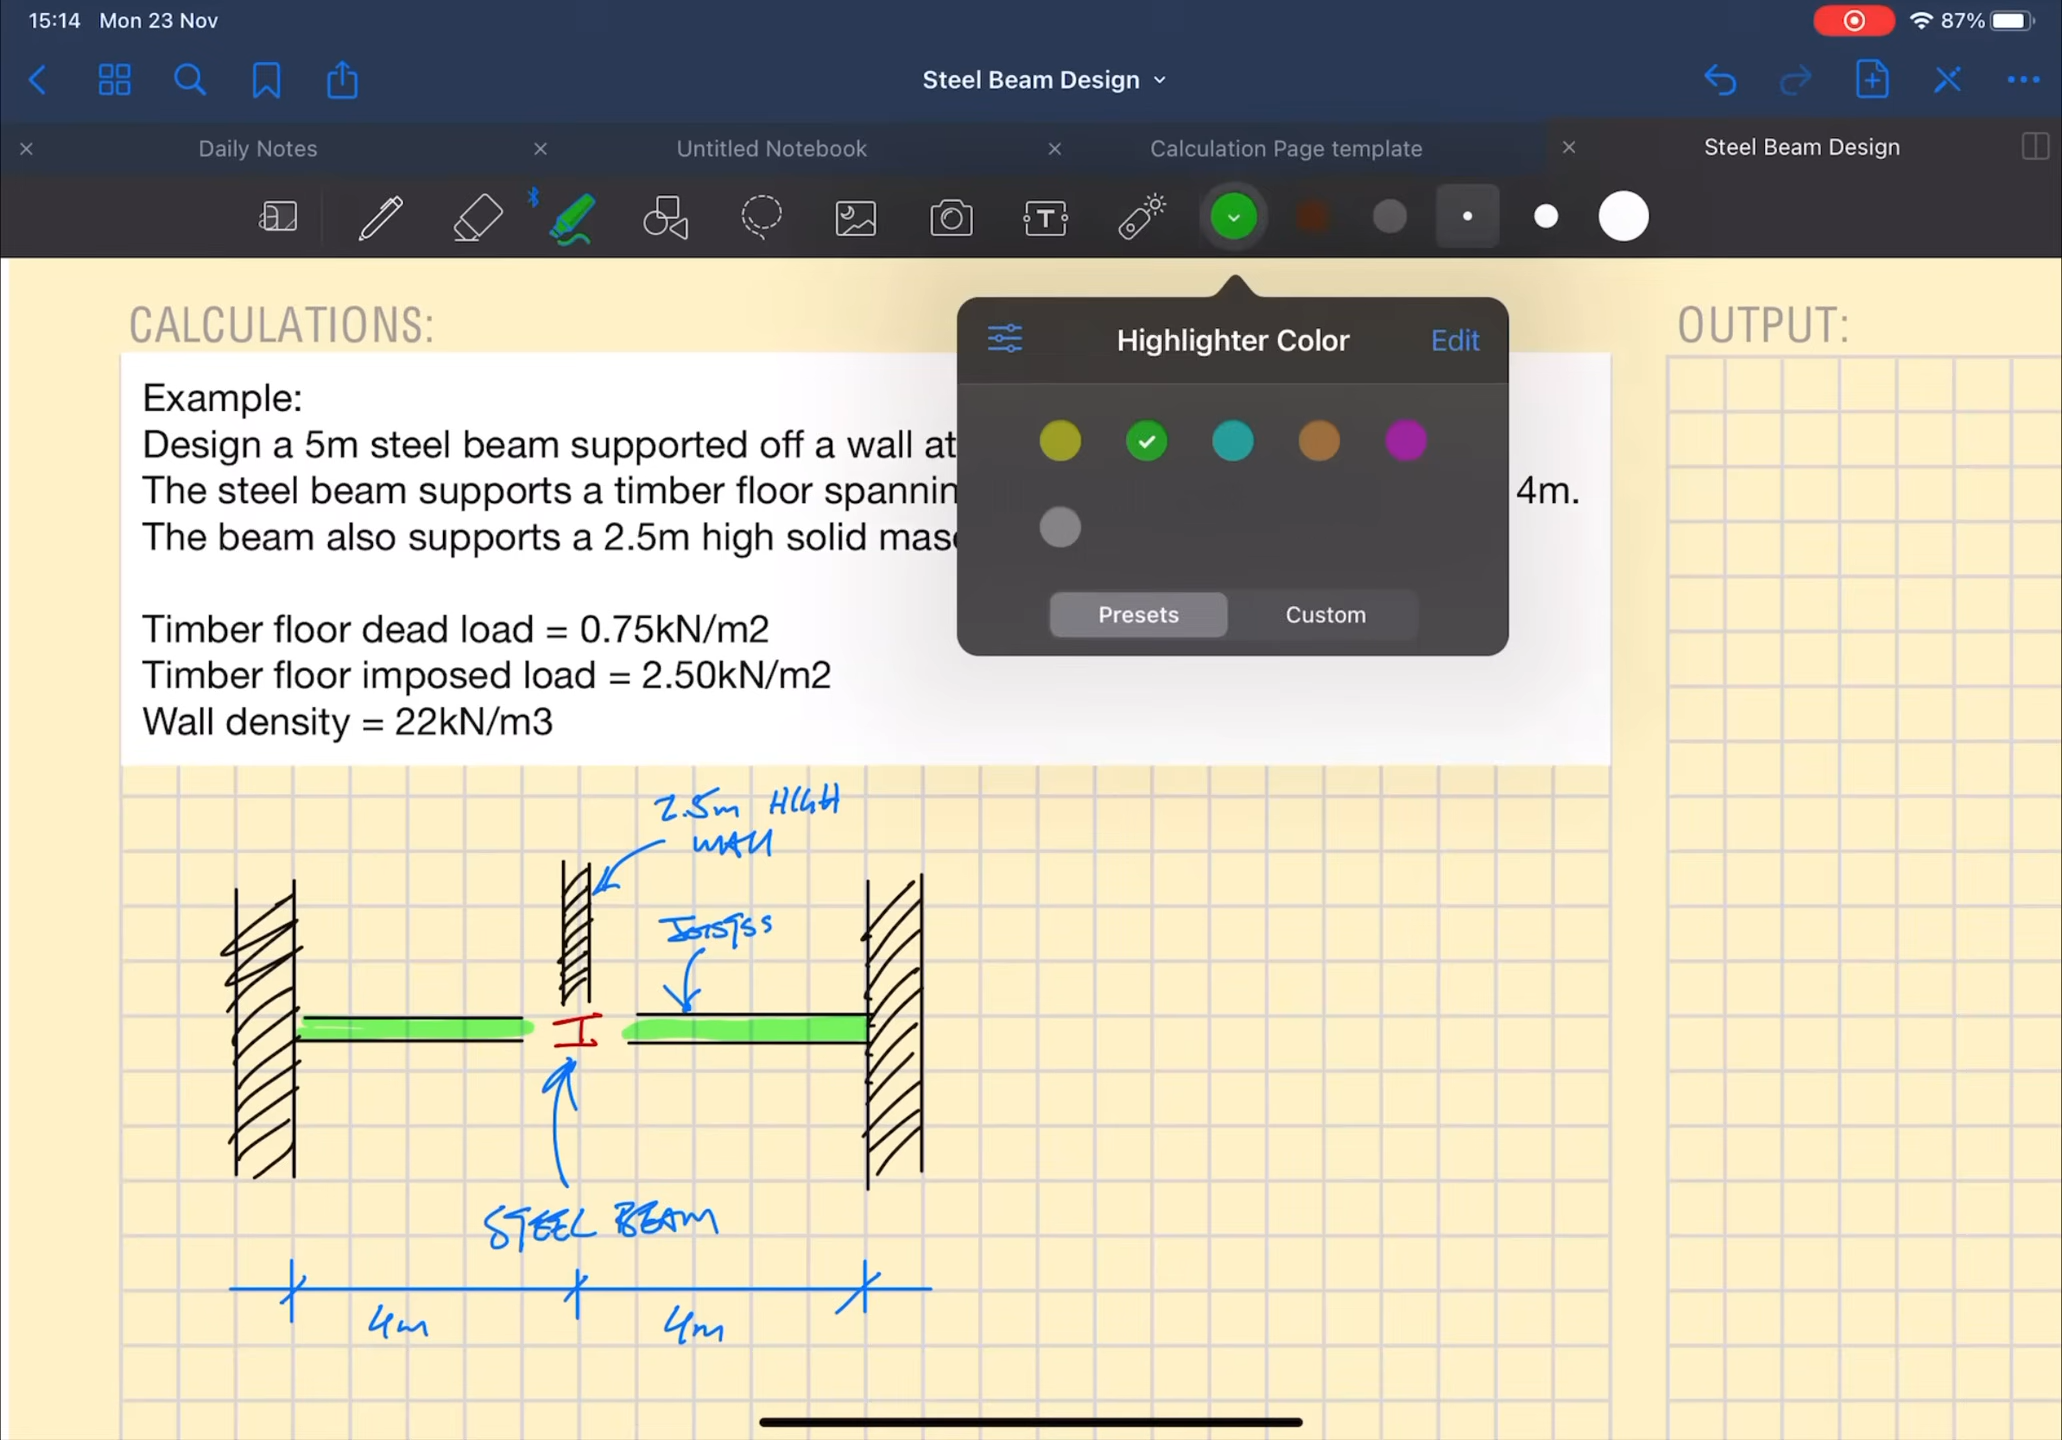 15:14 Mon 23 Nov
87%
Steel Beam Design
Daily Notes
Untitled Notebook
Calculation Page template
Steel Beam Design
T
CALCULATIONS:
OUTPUT:
Highlighter Color
Edit
Presets
Custom
Example:
Design a 5m steel beam supported off a wall at
The steel beam supports a timber floor spannin
4m.
The beam also supports a 2.5m high solid mas
Timber floor dead load = 0.75kN/m2
Timber floor imposed load = 2.50kN/m2
Wall density = 22kN/m3
2.5m HIGH
WALL
STEEL BEAM
4m
4m